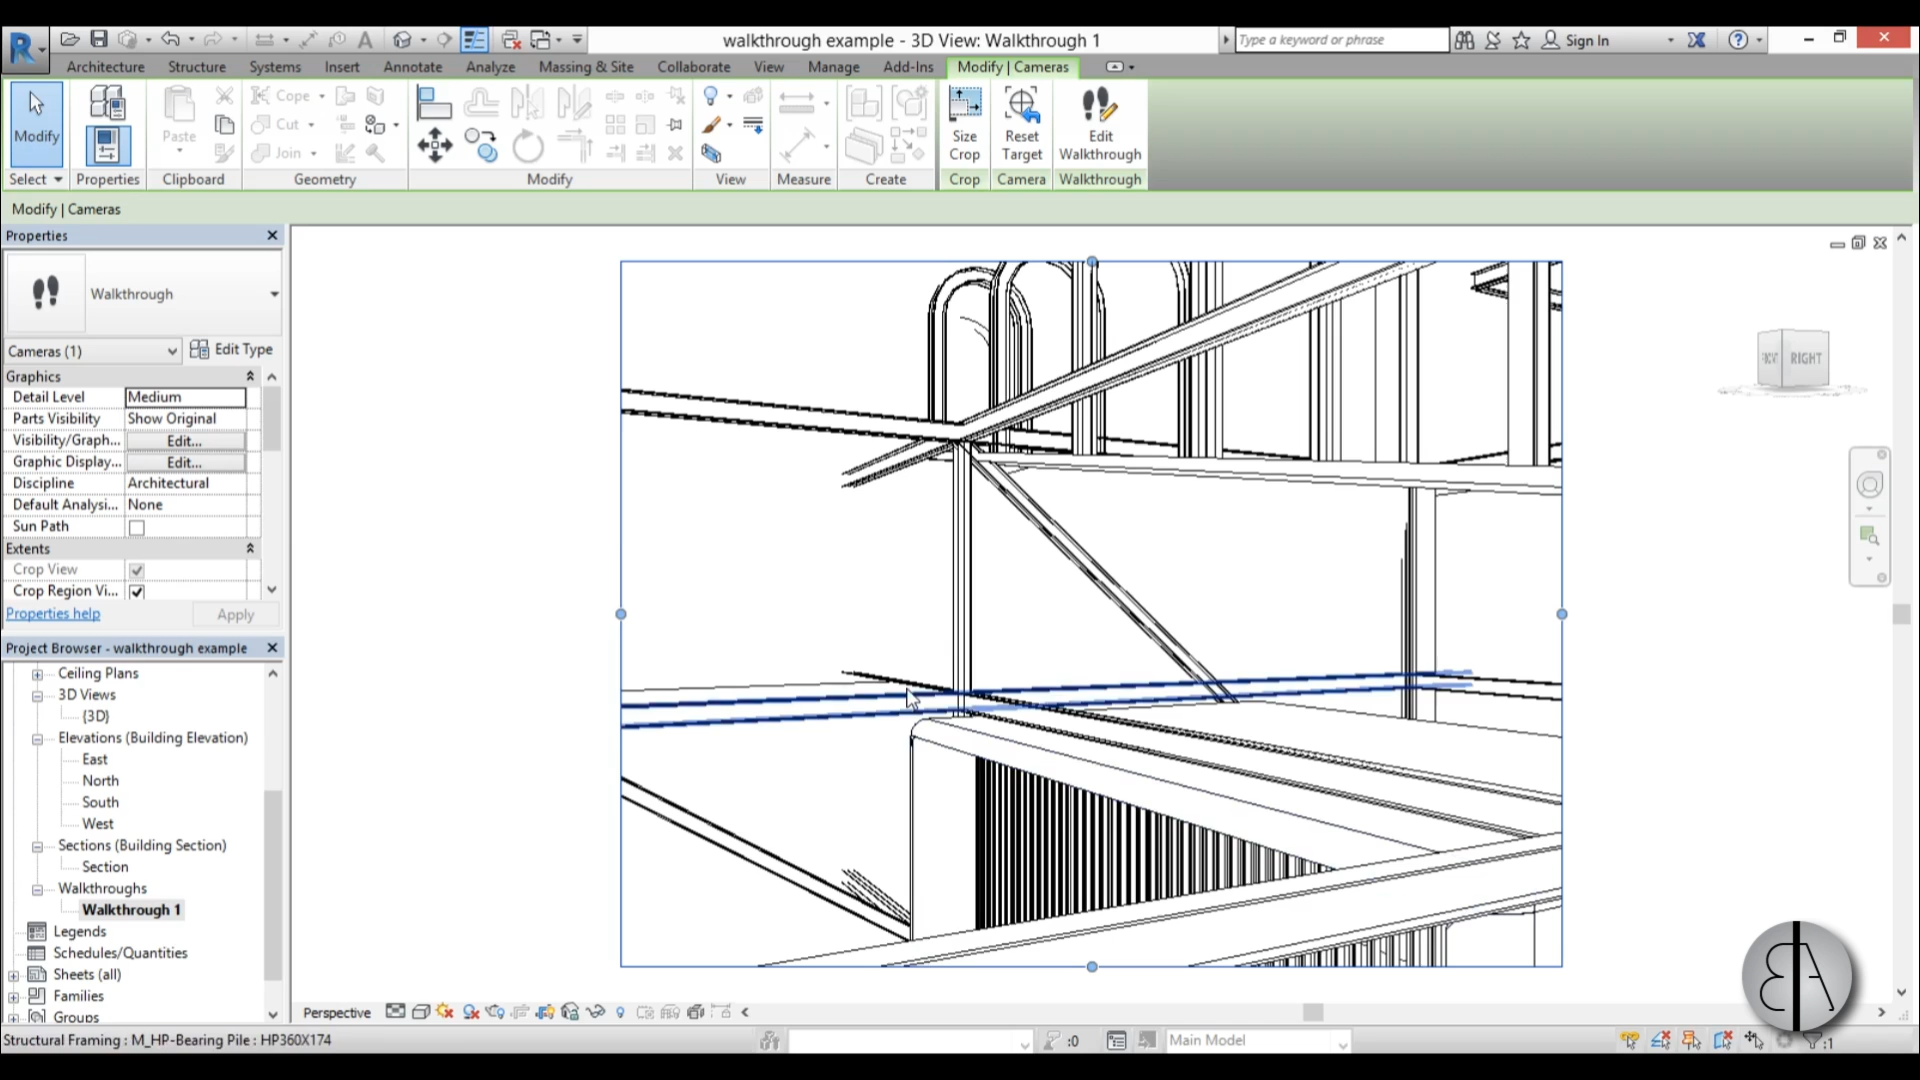 walkthrough example - 3D View: Walkthrough 1
Type a keyword or phrase
Sign In
Architecture Structure Systems Insert Annotate Analyze Massing & Site Collaborate View Manage Add-Ins Modify | Cameras
Modify
Paste
Cope
Cut
Join
Size Crop
Reset Target
Edit Walkthrough
Select Properties Clipboard Geometry Modify View Measure Create Crop Camera Walkthrough
Modify | Cameras
Properties
Walkthrough
Cameras (1) Edit Type
Graphics
Detail Level Medium
Parts Visibility Show Original
Visibility/Graph... Edit...
Graphic Display... Edit...
Discipline Architectural
Default Analysi... None
Sun Path
Extents
Crop View
Crop Region Vi...
Properties help Apply
Project Browser - walkthrough example
Ceiling Plans
3D Views
{3D}
Elevations (Building Elevation)
East
North
South
West
Sections (Building Section)
Section
Walkthroughs
Walkthrough 1
Legends
Schedules/Quantities
Sheets (all)
Families
Groups
RIGHT
Perspective
Structural Framing : M_HP-Bearing Pile : HP360X174
:0
Main Model
:1